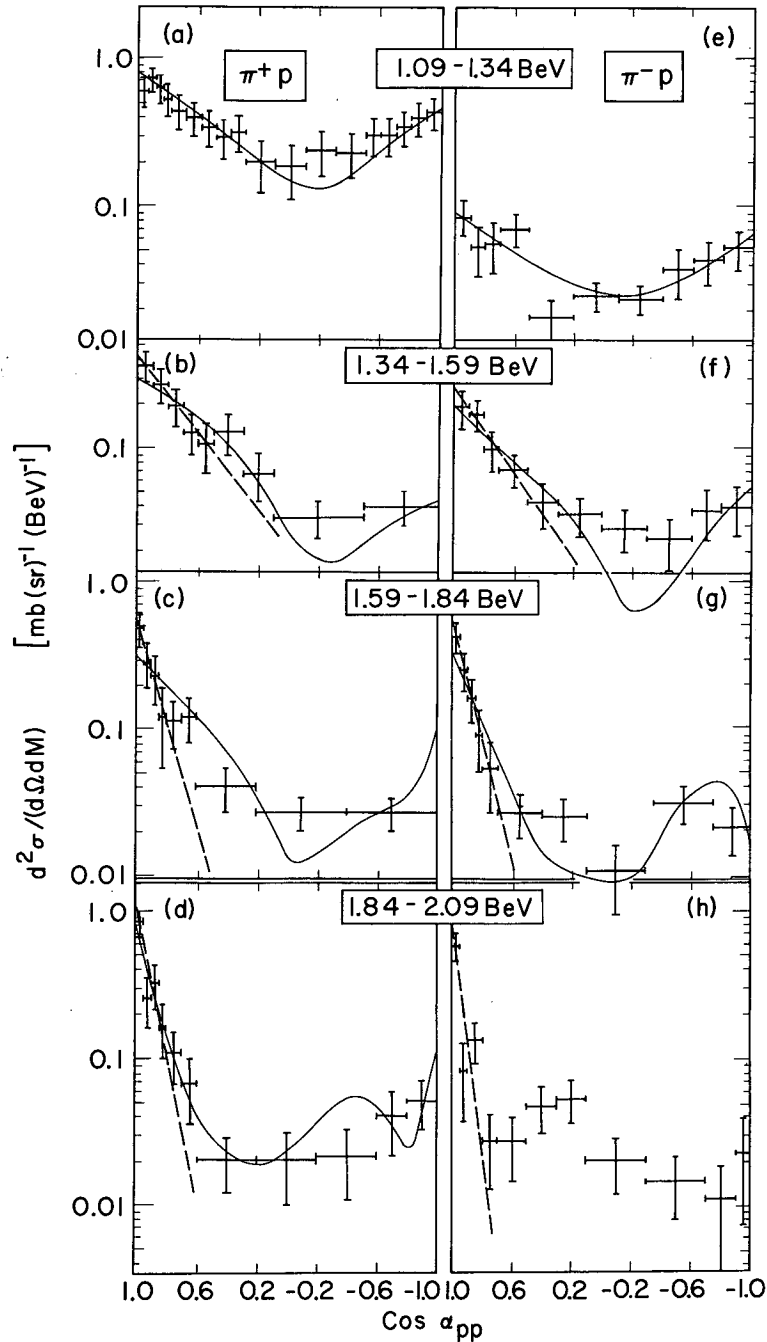 (a)
π+ p
1.09 - 1.34 BeV
π- p
(e)
1.0
0.1
0.01
(b)
1.34 - 1.59 BeV
(f)
0.1
(c)
1.59 - 1.84 BeV
(g)
1.0
0.1
0.01
(d)
1.84 - 2.09 BeV
(h)
1.0
0.1
0.01
d²σ/(dΩdM) [mb(sr)⁻¹ (BeV)⁻¹]
1.0 0.6 0.2 -0.2 -0.6 -1.0 1.0 0.6 0.2 -0.2 -0.6 -1.0
Cos αpp